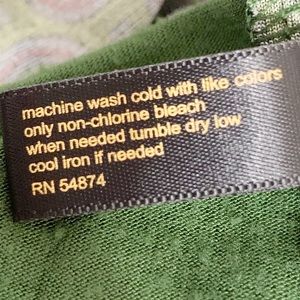 machine wash cold with like colors
only non-chlorine bleach
when needed tumble dry low
cool iron if needed
RN 54874